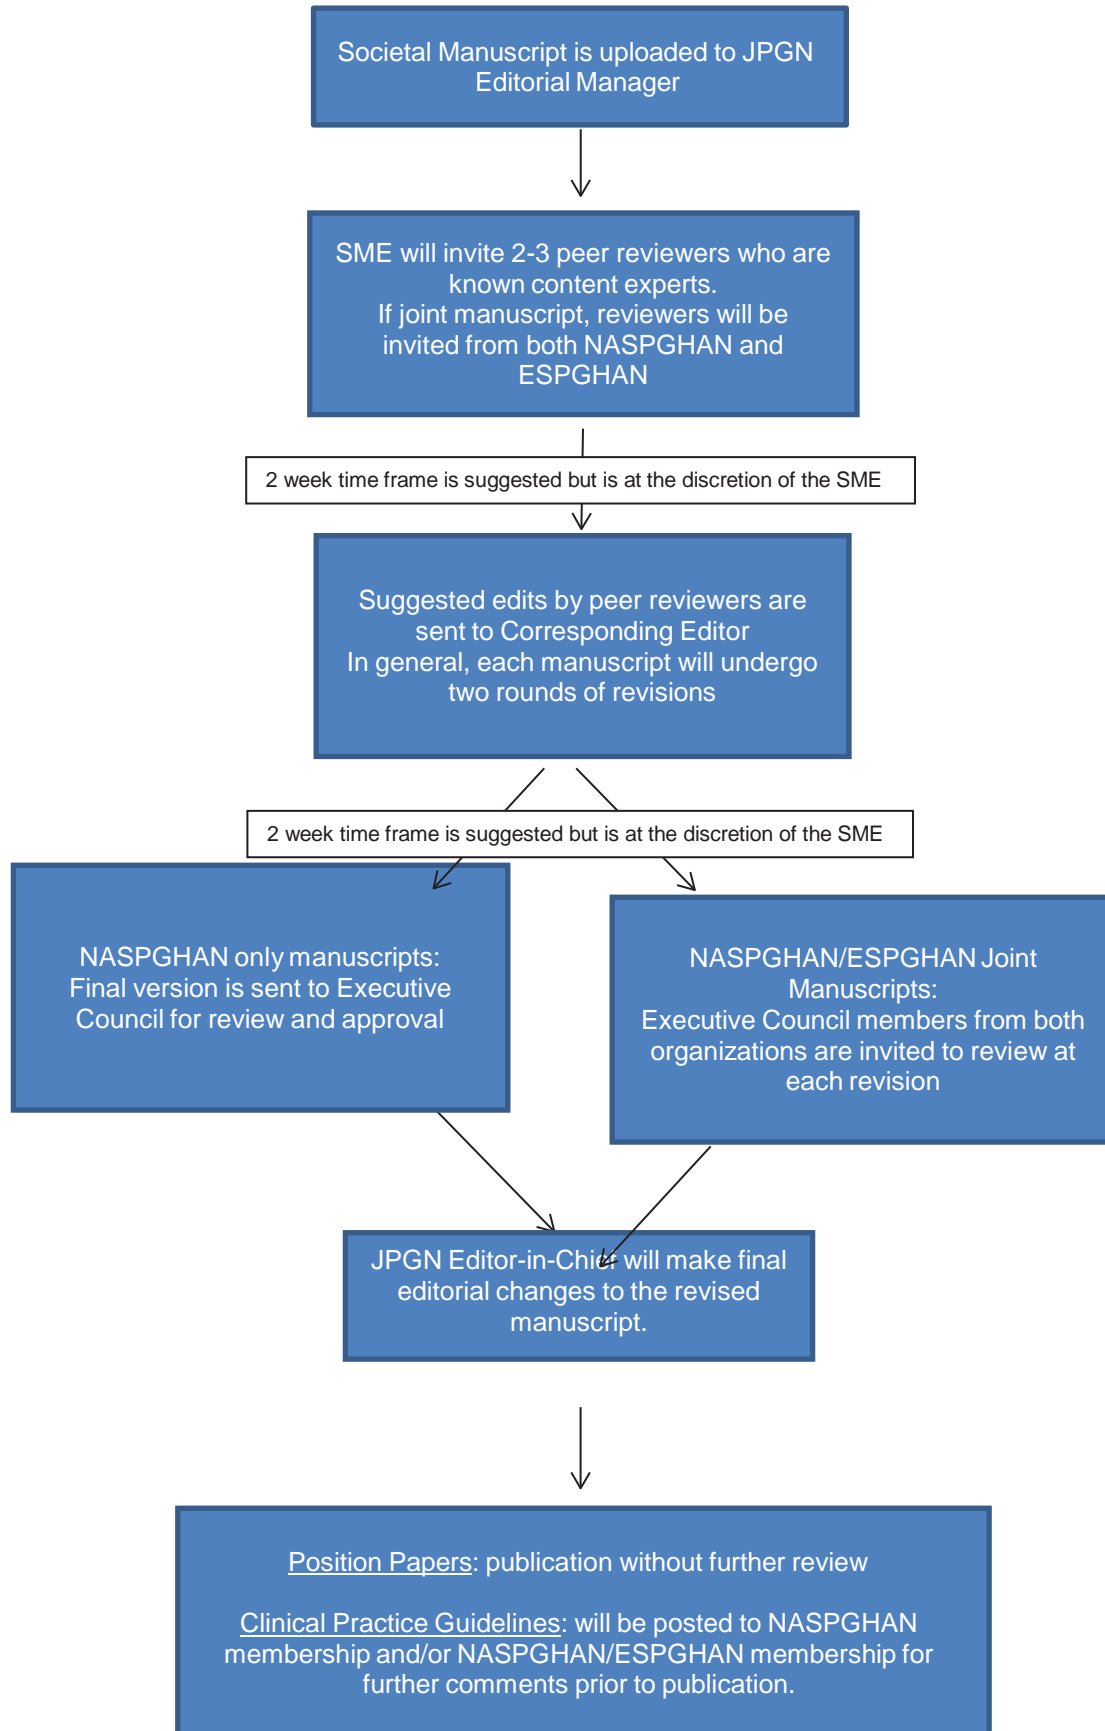 Societal Manuscript is uploaded to JPGN
Editorial Manager
SME will invite 2-3 peer reviewers who are
known content experts.
If joint manuscript, reviewers will be
invited from both NASPGHAN and
ESPGHAN
2 week time frame is suggested but is at the discretion of the SME
Suggested edits by peer reviewers are
sent to Corresponding Editor
In general, each manuscript will undergo
two rounds of revisions
2 week time frame is suggested but is at the discretion of the SME
NASPGHAN only manuscripts:
Final version is sent to Executive
Council for review and approval
NASPGHAN/ESPGHAN Joint
Manuscripts:
Executive Council members from both
organizations are invited to review at
each revision
JPGN Editor-in-Chief will make final
editorial changes to the revised
manuscript.
Position Papers: publication without further review
Clinical Practice Guidelines: will be posted to NASPGHAN
membership and/or NASPGHAN/ESPGHAN membership for
further comments prior to publication.